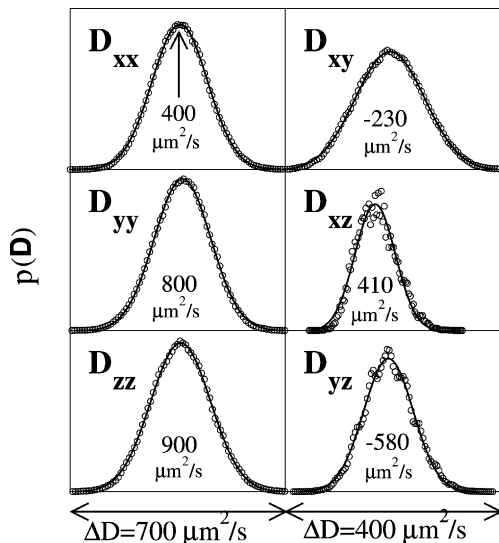 p(D)
D_xx
400
μm²/s
D_xy
-230
μm²/s
D_yy
800
μm²/s
D_xz
410
μm²/s
D_zz
900
μm²/s
D_yz
-580
μm²/s
ΔD=700 μm²/s
ΔD=400 μm²/s